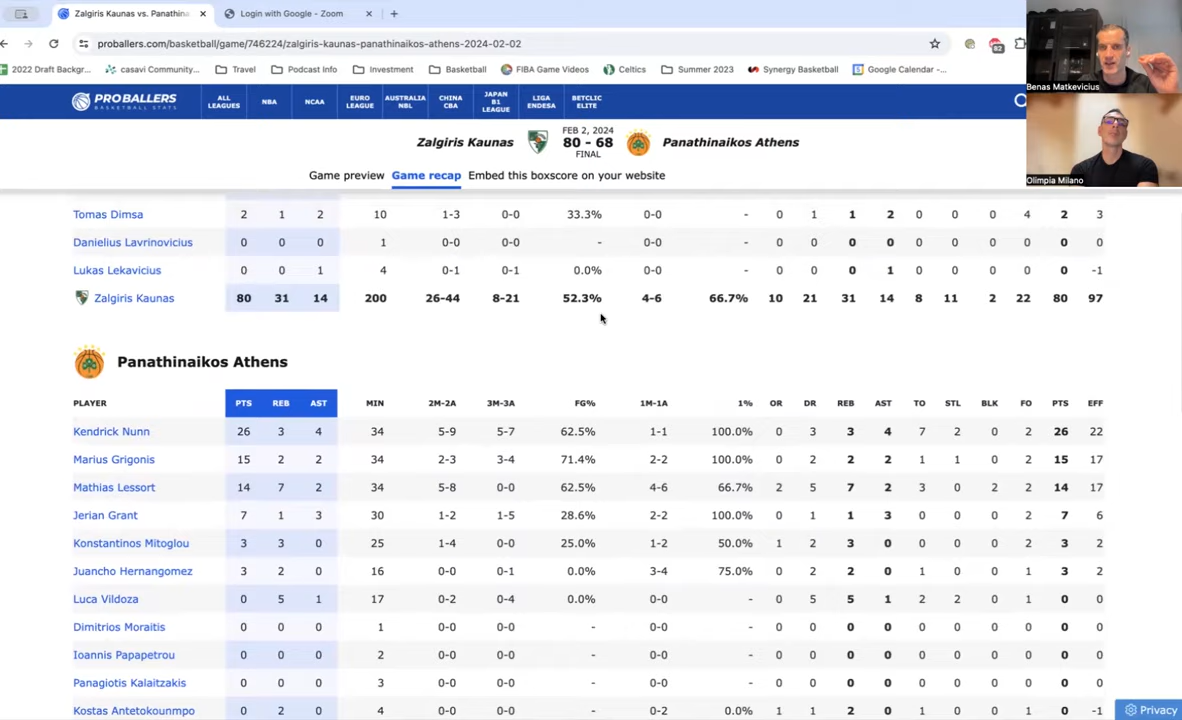 Zalgiris Kaunas vs. Panathina
Login with Google - Zoom
proballers.com/basketball/game/746224/zalgiris-kaunas-panathinaikos-athens-2024-02-02
92
2022 Draft Backgr... casavi Community... Travel Podcast Info Investment Basketball FIBA Game Videos Celtics Summer 2023 Synergy Basketball Google Calendar -...
Benas Matkevicius
Olimpia Milano
PROBALLERS
BASKETBALL STATS
ALL LEAGUES
NBA
NCAA
EURO LEAGUE
AUSTRALIA NBL
CHINA CBA
JAPAN B1 LEAGUE
LIGA ENDESA
BETCLIC ELITE
FEB 2, 2024
Zalgiris Kaunas 80 - 68 Panathinaikos Athens
FINAL
Game preview Game recap Embed this boxscore on your website
Tomas Dimsa 2 1 2 10 1-3 0-0 33.3% 0-0 - 0 1 1 2 0 0 0 4 2 3
Danielius Lavrinovicius 0 0 0 1 0-0 0-0 - 0-0 - 0 0 0 0 0 0 0 0 0 0
Lukas Lekavicius 0 0 1 4 0-1 0-1 0.0% 0-0 - 0 0 0 1 0 0 0 0 0 -1
Zalgiris Kaunas 80 31 14 200 26-44 8-21 52.3% 4-6 66.7% 10 21 31 14 8 11 2 22 80 97
Panathinaikos Athens
PLAYER PTS REB AST MIN 2M-2A 3M-3A FG% 1M-1A 1% OR DR REB AST TO STL BLK FO PTS EFF
Kendrick Nunn 26 3 4 34 5-9 5-7 62.5% 1-1 100.0% 0 3 3 4 7 2 0 2 26 22
Marius Grigonis 15 2 2 34 2-3 3-4 71.4% 2-2 100.0% 0 2 2 2 1 1 0 2 15 17
Mathias Lessort 14 7 2 34 5-8 0-0 62.5% 4-6 66.7% 2 5 7 2 3 0 2 2 14 17
Jerian Grant 7 1 3 30 1-2 1-5 28.6% 2-2 100.0% 0 1 1 3 0 0 0 2 7 6
Konstantinos Mitoglou 3 3 0 25 1-4 0-0 25.0% 1-2 50.0% 1 2 3 0 0 0 0 2 3 2
Juancho Hernangomez 3 2 0 16 0-0 0-1 0.0% 3-4 75.0% 0 2 2 0 1 0 0 1 3 2
Luca Vildoza 0 5 1 17 0-2 0-4 0.0% 0-0 - 0 5 5 1 2 2 0 1 0 0
Dimitrios Moraitis 0 0 0 1 0-0 0-0 - 0-0 - 0 0 0 0 0 0 0 0 0 0
Ioannis Papapetrou 0 0 0 2 0-0 0-0 - 0-0 - 0 0 0 0 0 0 0 0 0 0
Panagiotis Kalaitzakis 0 0 0 3 0-0 0-0 - 0-0 - 0 0 0 0 0 0 0 0 0 0
Kostas Antetokounmpo 0 2 0 4 0-0 0-0 - 0-2 0.0% 1 1 2 0 1 0 0 1 0 -1
Privacy